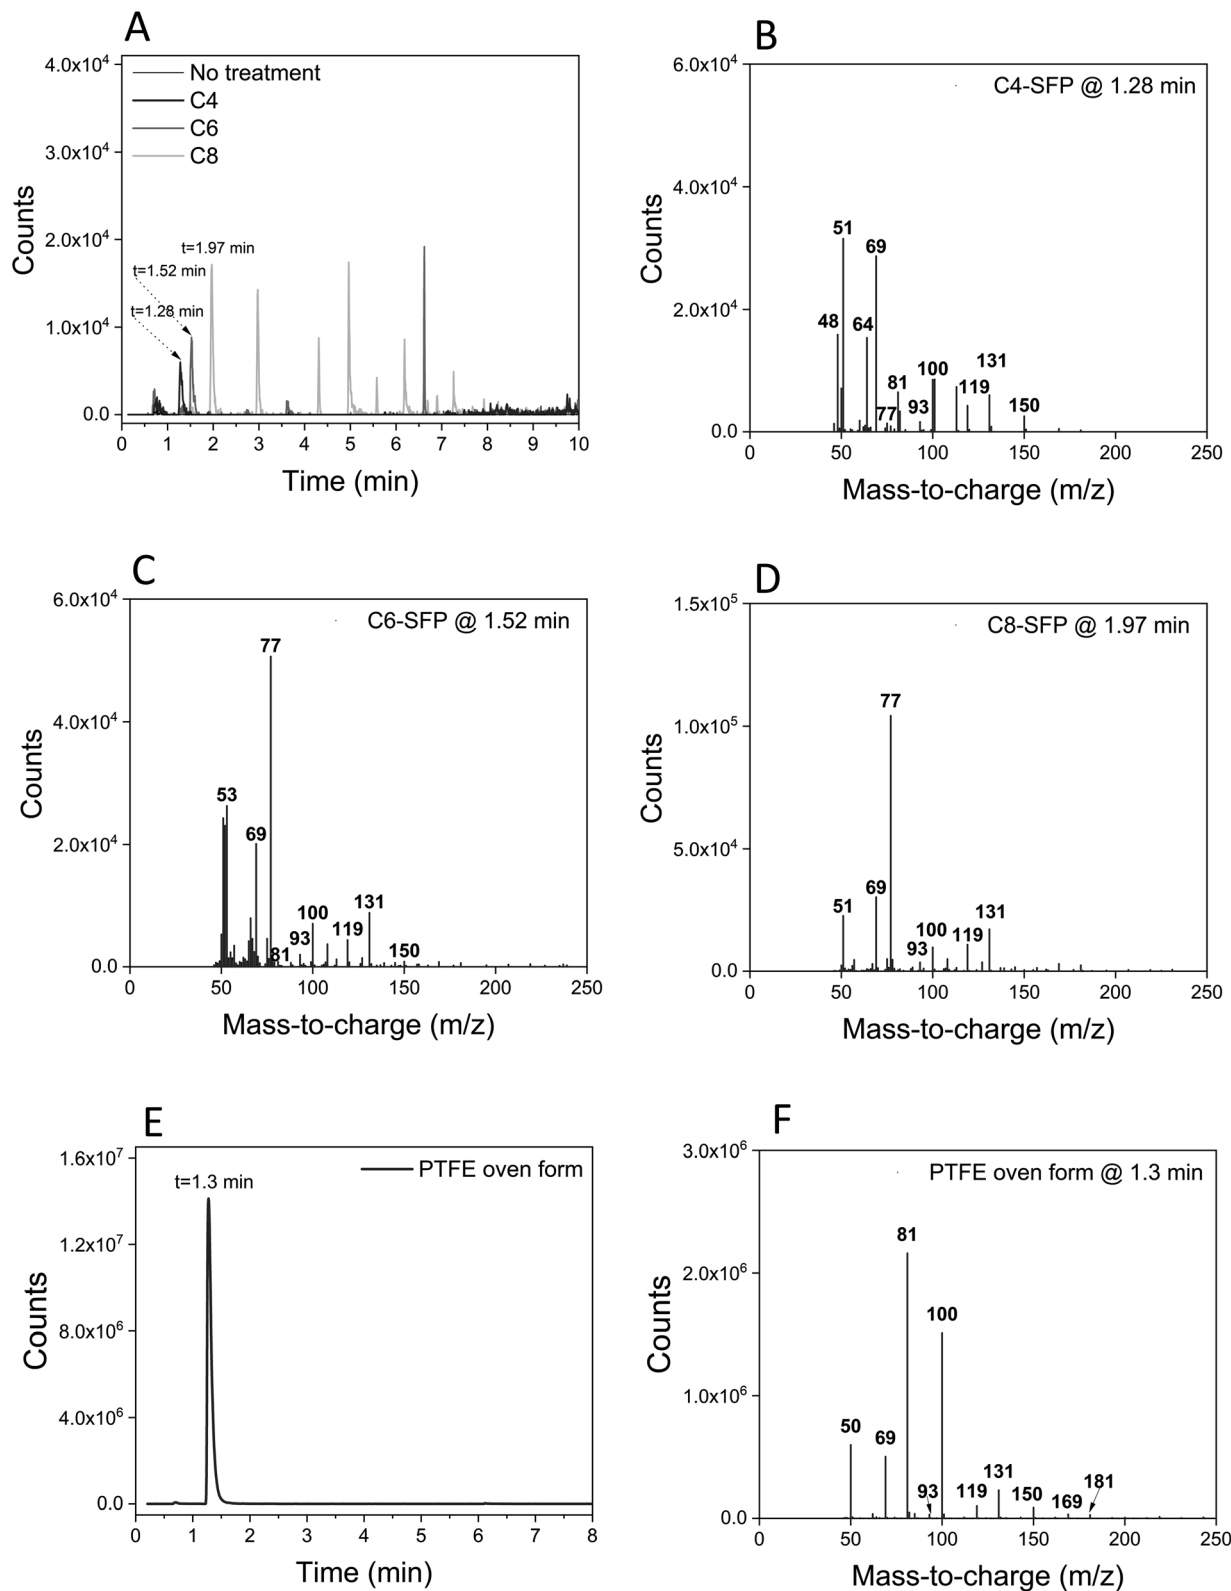 A
4.0x10⁴
3.0x10⁴
2.0x10⁴
1.0x10⁴
0.0
Counts
No treatment
C4
C6
C8
t=1.97 min
t=1.52 min
t=1.28 min
0 1 2 3 4 5 6 7 8 9 10
Time (min)
B
6.0x10⁴
4.0x10⁴
2.0x10⁴
0.0
Counts
C4-SFP @ 1.28 min
51
69
48
64
131
100
81
119
93
77
150
0 50 100 150 200 250
Mass-to-charge (m/z)
C
6.0x10⁴
4.0x10⁴
2.0x10⁴
0.0
Counts
C6-SFP @ 1.52 min
77
53
69
131
100
119
93
81
150
0 50 100 150 200 250
Mass-to-charge (m/z)
D
1.5x10⁵
1.0x10⁵
5.0x10⁴
0.0
Counts
C8-SFP @ 1.97 min
77
69
51
131
100
119
93
0 50 100 150 200 250
Mass-to-charge (m/z)
E
1.6x10⁷
1.2x10⁷
8.0x10⁶
4.0x10⁶
0.0
Counts
t=1.3 min
PTFE oven form
0 1 2 3 4 5 6 7 8
Time (min)
F
3.0x10⁶
2.0x10⁶
1.0x10⁶
0.0
Counts
PTFE oven form @ 1.3 min
81
100
50
69
131
181
93
119
150
169
0 50 100 150 200 250
Mass-to-charge (m/z)